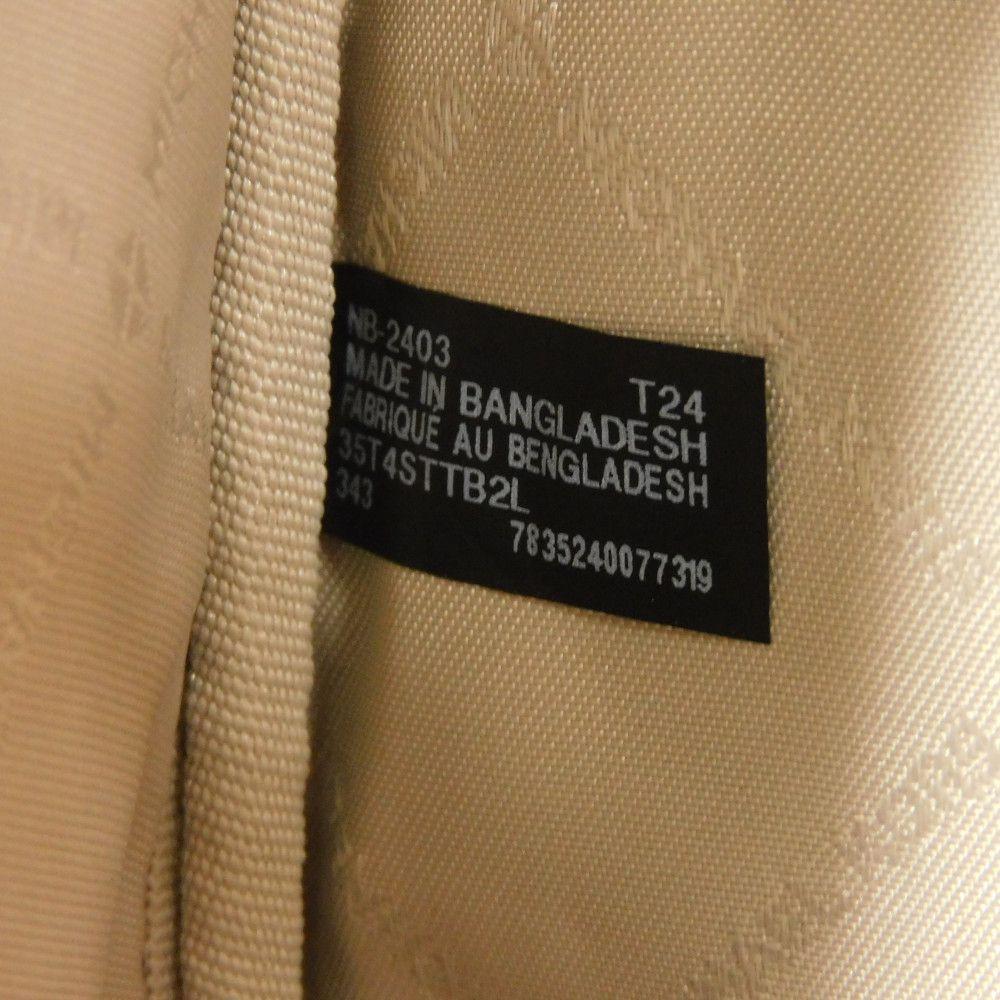 NB-2403
T24
MADE IN BANGLADESH
FABRIQUÉ AU BENGLADESH
35T4STTB2L
343
7835240077319